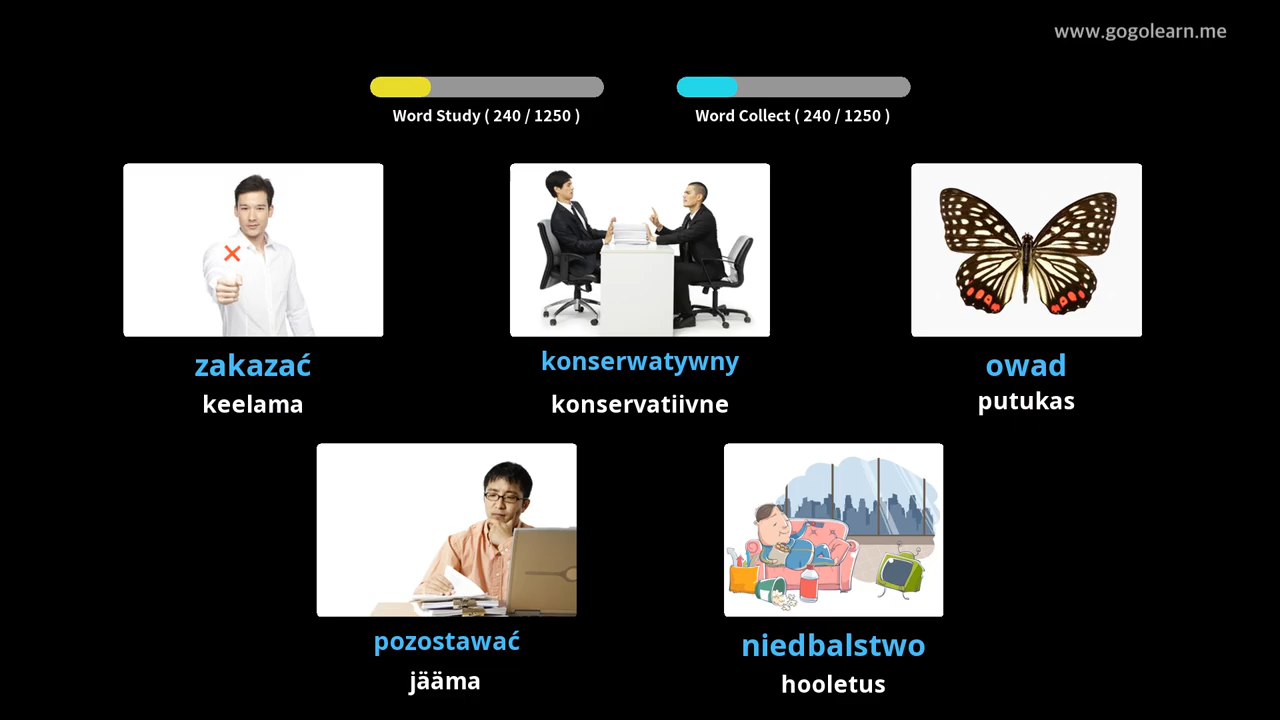 www.gogolearn.me
Word Study ( 240 / 1250 )
Word Collect ( 240 / 1250 )
zakazać
konserwatywny
owad
keelama
konservatiivne
putukas
pozostawać
niedbalstwo
jääma
hooletus